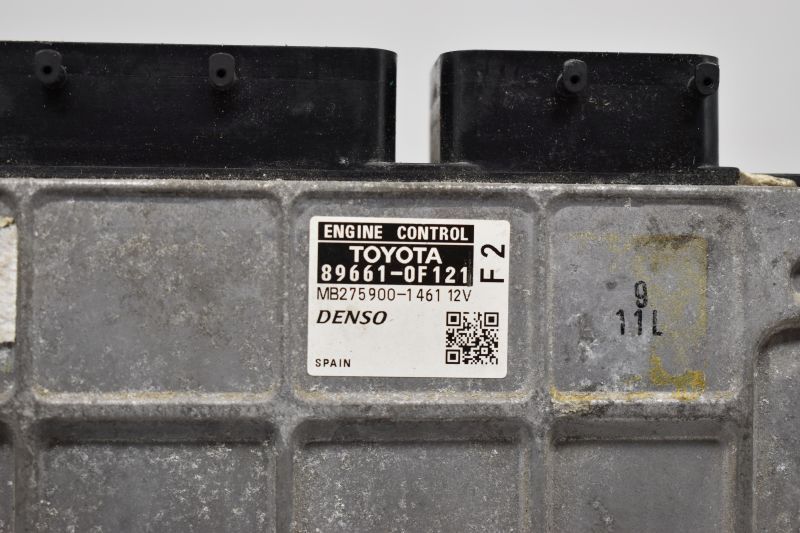 ENGINE CONTROL
TOYOTA
89661-0F121
F2
MB275900-1461 12V
DENSO
SPAIN
9
11L